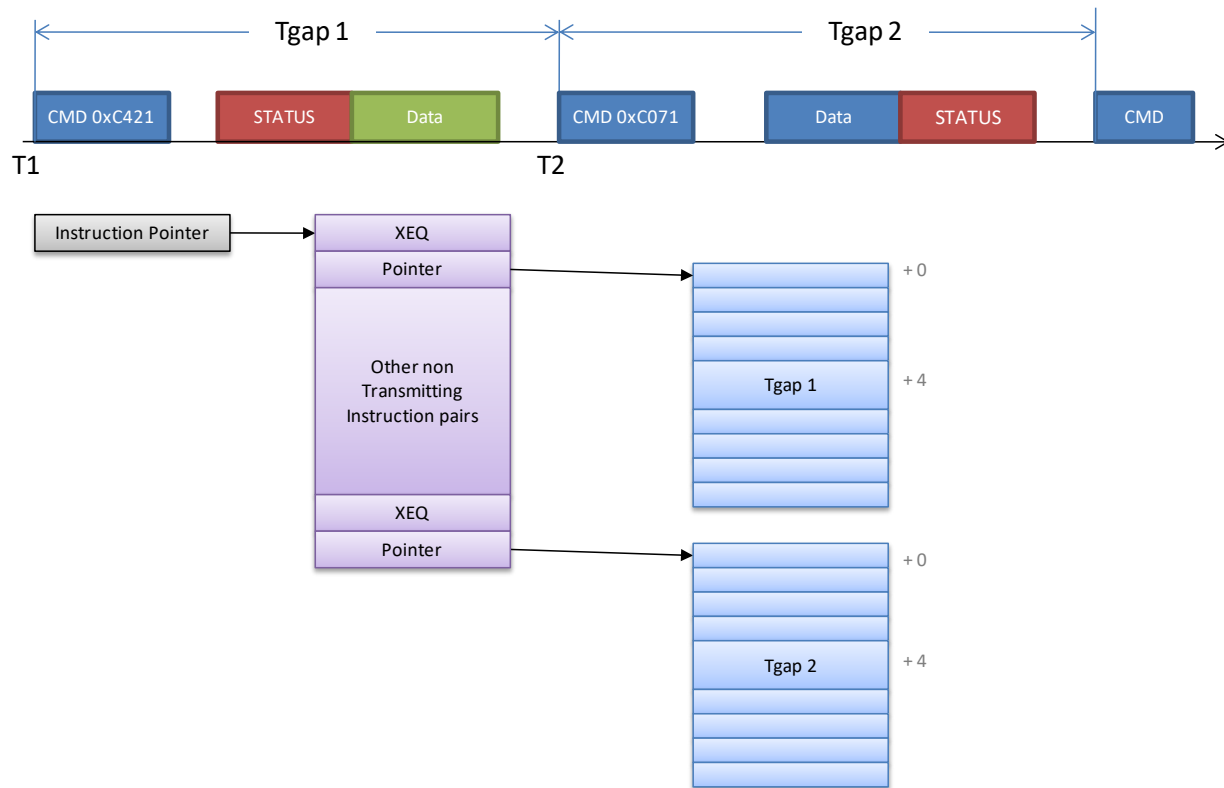 Tgap 1
Tgap 2
CMD 0xC421
STATUS
Data
CMD 0xC071
Data
STATUS
CMD
T1
T2
Instruction Pointer
XEQ
Pointer
Other non
Transmitting
Instruction pairs
XEQ
Pointer
+ 0
Tgap 1
+ 4
+ 0
Tgap 2
+ 4